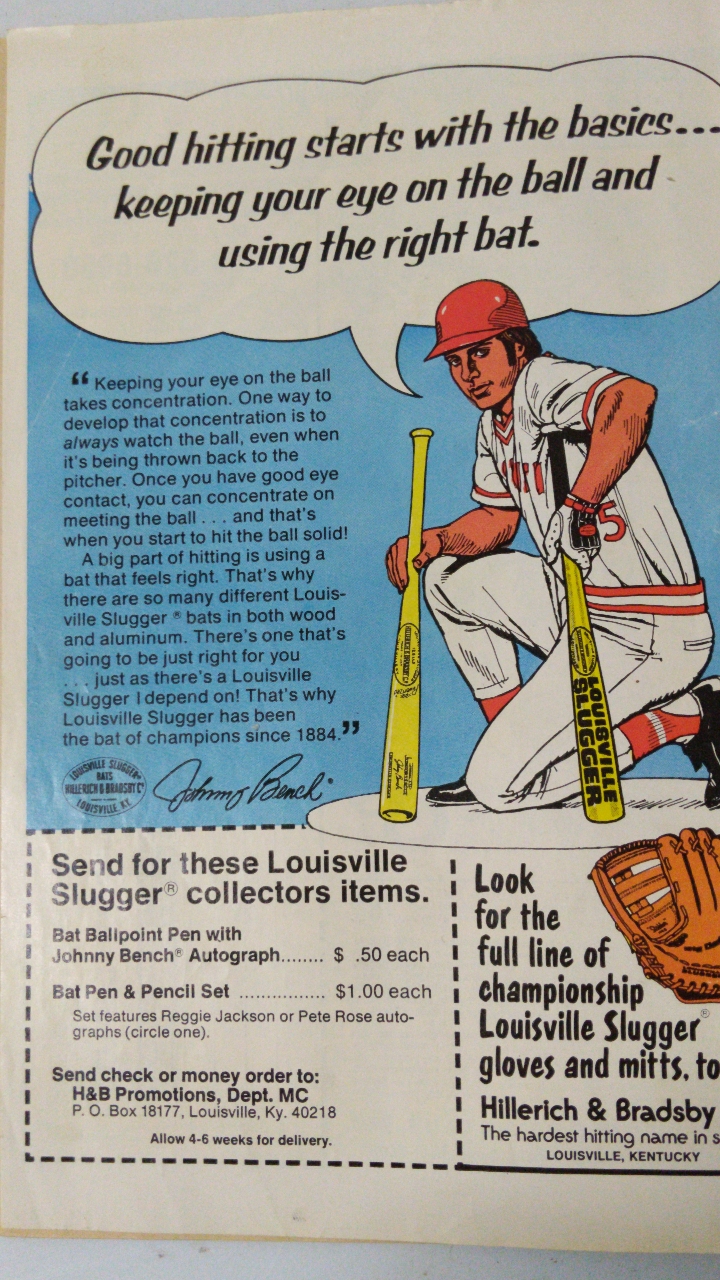 Good hitting starts with the basics...
keeping your eye on the ball and
using the right bat.
“ Keeping your eye on the ball
takes concentration. One way to
develop that concentration is to
always watch the ball, even when
it's being thrown back to the
pitcher. Once you have good eye
contact, you can concentrate on
meeting the ball . . . and that's
when you start to hit the ball solid!
A big part of hitting is using a
bat that feels right. That's why
there are so many different Louis-
ville Slugger ® bats in both wood
and aluminum. There's one that's
going to be just right for you
. . . just as there's a Louisville
Slugger I depend on! That's why
Louisville Slugger has been
the bat of champions since 1884.”
LOUISVILLE SLUGGER®
BATS
HILLERICH & BRADSBY Co
LOUISVILLE. KY.
Johnny Bench®
5
LOUISVILLE
SLUGGER
Send for these Louisville
Slugger® collectors items.
Bat Ballpoint Pen with
Johnny Bench® Autograph........ $ .50 each
Bat Pen & Pencil Set ................ $1.00 each
Set features Reggie Jackson or Pete Rose auto-
graphs (circle one).
Send check or money order to:
H&B Promotions, Dept. MC
P. O. Box 18177, Louisville, Ky. 40218
Allow 4-6 weeks for delivery.
Look
for the
full line of
championship
Louisville Slugger®
gloves and mitts, to
Hillerich & Bradsby
The hardest hitting name in s
LOUISVILLE, KENTUCKY